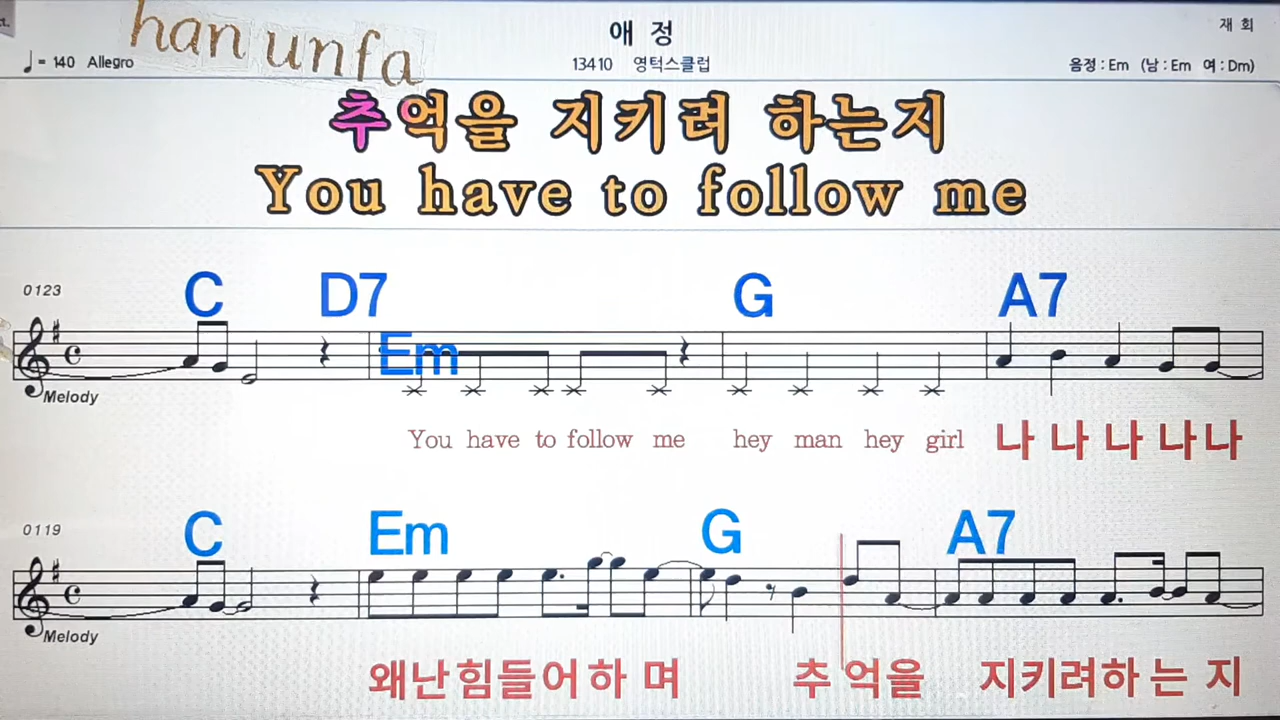 han unfa
애 정
재 회
♩= 140 Allegro
13410 영턱스클럽
음정 : Em (남 : Em 여 : Dm)
추억을 지키려 하는지
You have to follow me
0123
C D7 Em G A7
Melody
You have to follow me hey man hey girl 나 나 나 나 나
0119
C Em G A7
Melody
왜난힘들어하 며 추 억을 지키려하 는 지